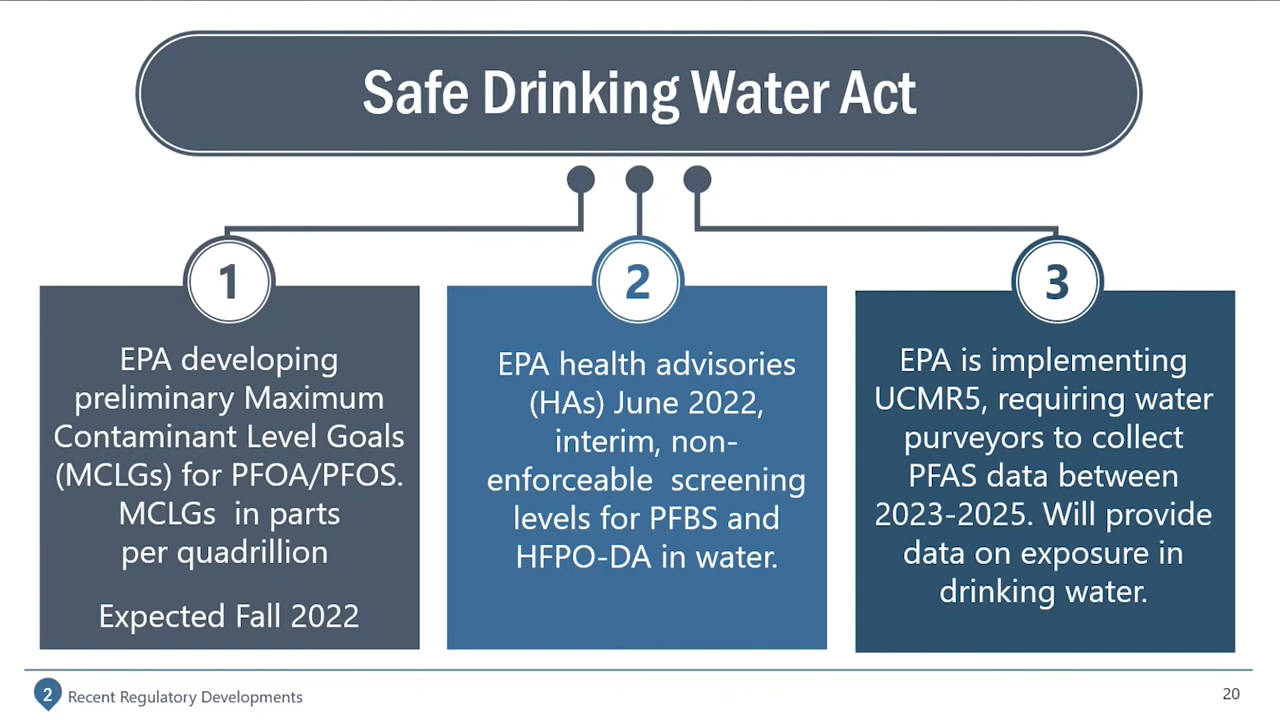 Safe Drinking Water Act
1
EPA developing
preliminary Maximum
Contaminant Level Goals
(MCLGs) for PFOA/PFOS.
MCLGs  in parts
per quadrillion
Expected Fall 2022
2
EPA health advisories
(HAs) June 2022,
interim, non-
enforceable  screening
levels for PFBS and
HFPO-DA in water.
3
EPA is implementing
UCMR5, requiring water
purveyors to collect
PFAS data between
2023-2025. Will provide
data on exposure in
drinking water.
2 Recent Regulatory Developments
20